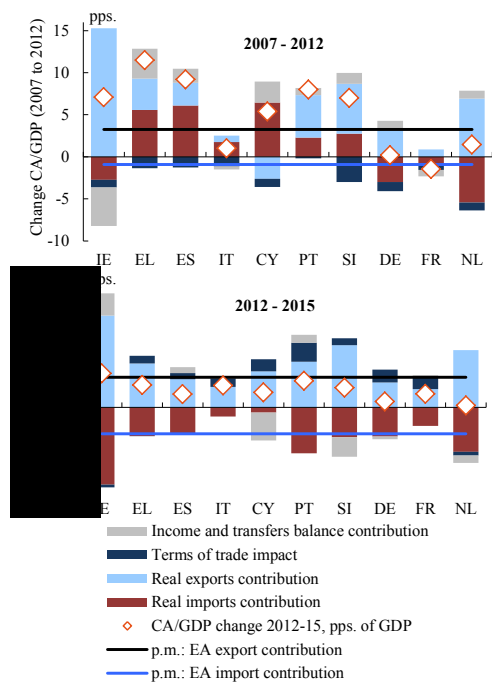 pps.
2007 - 2012
Change CA/GDP (2007 to 2012)
15
10
5
0
-5
-10
IE EL ES IT CY PT SI DE FR NL
pps.
2012 - 2015
EL ES IT CY PT SI DE FR NL
Income and transfers balance contribution
Terms of trade impact
Real exports contribution
Real imports contribution
CA/GDP change 2012-15, pps. of GDP
p.m.: EA export contribution
p.m.: EA import contribution